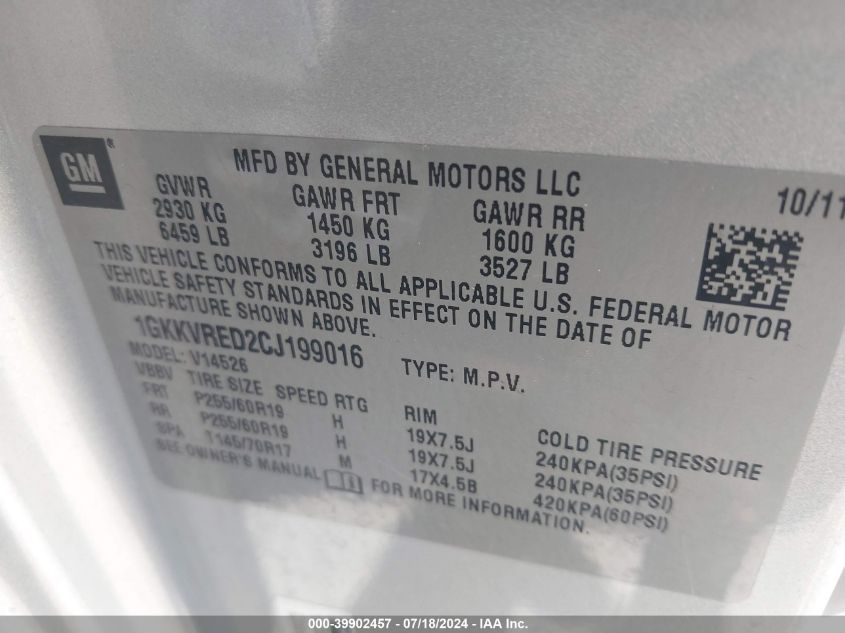 GM®
MFD BY GENERAL MOTORS LLC
10/11
GVWR GAWR FRT GAWR RR
2930 KG 1450 KG 1600 KG
6459 LB 3196 LB 3527 LB
THIS VEHICLE CONFORMS TO ALL APPLICABLE U.S. FEDERAL MOTOR
VEHICLE SAFETY STANDARDS IN EFFECT ON THE DATE OF
MANUFACTURE SHOWN ABOVE.
1GKKVRED2CJ199016
MODEL: V14526 TYPE: M.P.V.
VBBV TIRE SIZE SPEED RTG RIM COLD TIRE PRESSURE
FRT P255/60R19 H 19X7.5J 240KPA(35PSI)
RR P255/60R19 H 19X7.5J 240KPA(35PSI)
SPA T145/70R17 M 17X4.5B 420KPA(60PSI)
SEE OWNER'S MANUAL FOR MORE INFORMATION.
000-39902457 - 07/18/2024 - IAA Inc.